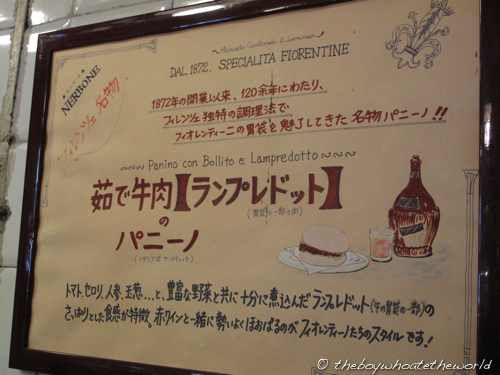 ~ Mercato Centrale di S. Lorenzo ~
DAL 1872. SPECIALITA FIORENTINE
NERBONE
フィレンツェ名物
1872年の開業以来、120余年にわたり、
フィレンツェ独特の調理法で
フィオレンティーニの胃袋を魅了してきた名物パニーノ!!
~~~ Panino con Bollito e Lampredotto ~~~~
茹で牛肉【ランプレドット】
(胃袋の一部の肉)
の
パニーノ
(イタリア式サンドウィッチ)
トマト、セロリ、人参、玉葱...と、豊富な野菜と共に十分に煮込んだランプレドット(牛の胃袋の一部)の
さっぱりとした食感が特徴。赤ワインと一緒に勢いよくほおばるのがフィオレンティーノたちのスタイルです!
© theboywhoatetheworld